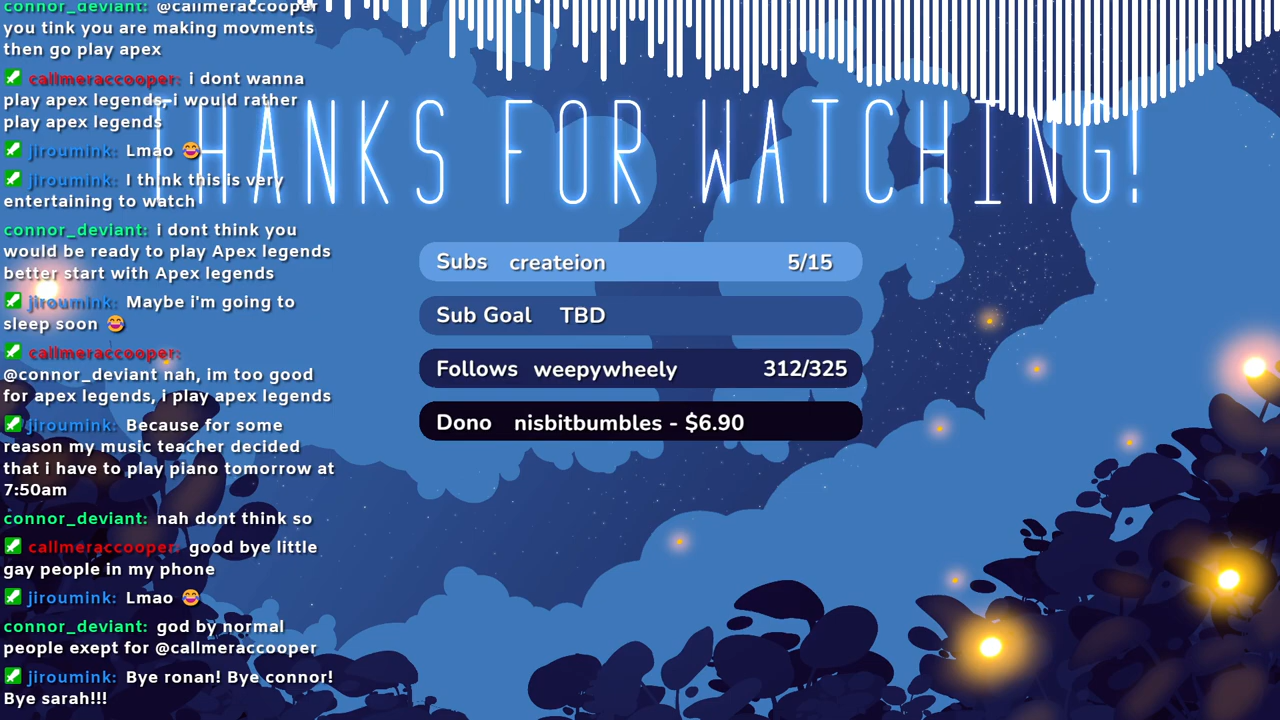 connor_deviant: @callmeraccooper
you tink you are making movments
then go play apex
callmeraccooper: i dont wanna
play apex legends, i would rather
play apex legends
jiroumink: Lmao 😂
jiroumink: I think this is very
entertaining to watch
connor_deviant: i dont think you
would be ready to play Apex legends
better start with Apex legends
jiroumink: Maybe i'm going to
sleep soon 😂
callmeraccooper:
@connor_deviant nah, im too good
for apex legends, i play apex legends
jiroumink: Because for some
reason my music teacher decided
that i have to play piano tomorrow at
7:50am
connor_deviant: nah dont think so
callmeraccooper: good bye little
gay people in my phone
jiroumink: Lmao 😂
connor_deviant: god by normal
people exept for @callmeraccooper
jiroumink: Bye ronan! Bye connor!
Bye sarah!!!
THANKS FOR WATCHING!
Subs createion 5/15
Sub Goal TBD
Follows weepywheely 312/325
Dono nisbitbumbles - $6.90